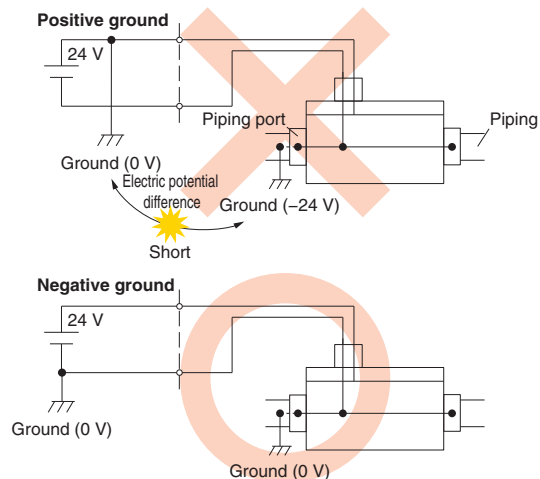 Positive ground
24 V
Piping port
Piping
Ground (0 V)
Electric potential
difference
Ground (−24 V)
Short
Negative ground
24 V
Ground (0 V)
Ground (0 V)